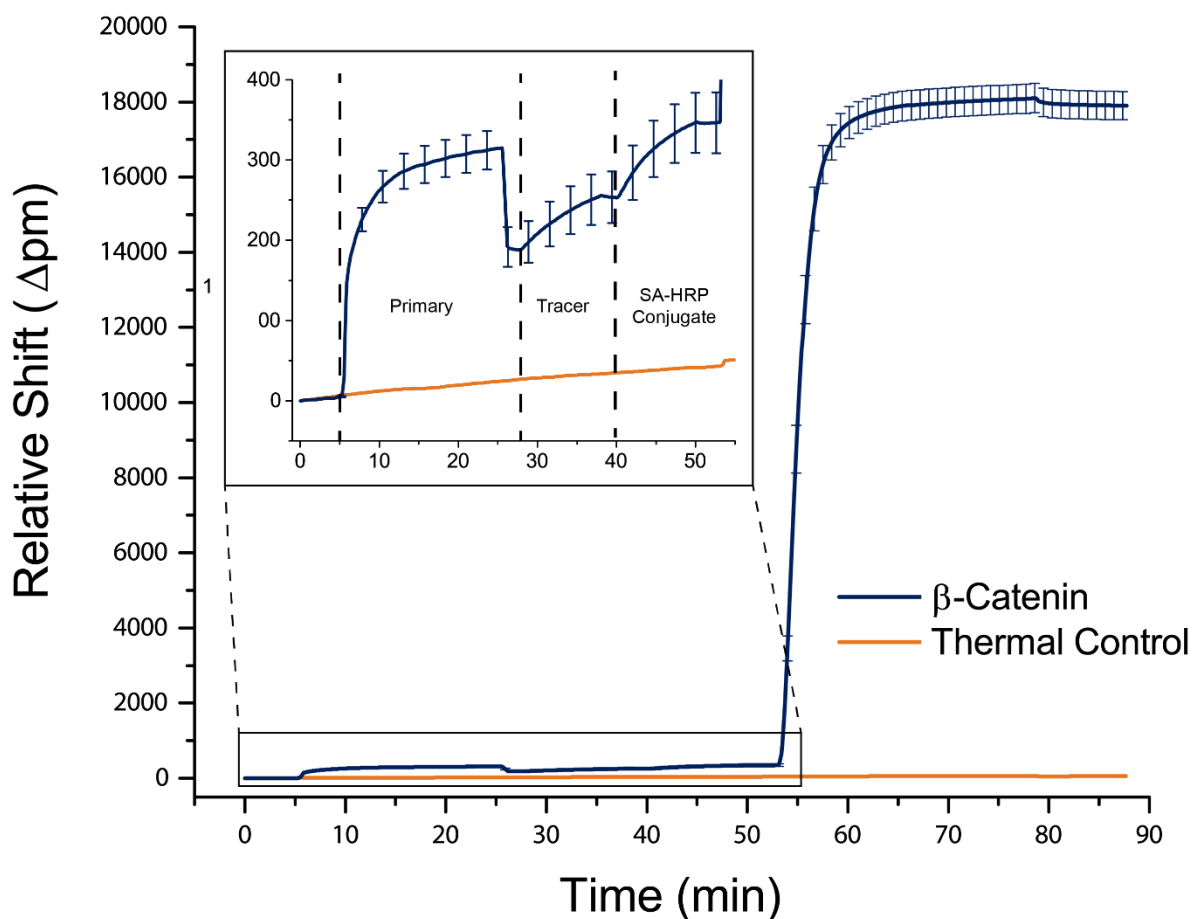 Relative Shift (Δpm)
20000
18000
16000
14000
12000
10000
8000
6000
4000
2000
0
400
300
200
1
00
0
Primary
Tracer
SA-HRP
Conjugate
0 10 20 30 40 50
β-Catenin
Thermal Control
0 10 20 30 40 50 60 70 80 90
Time (min)